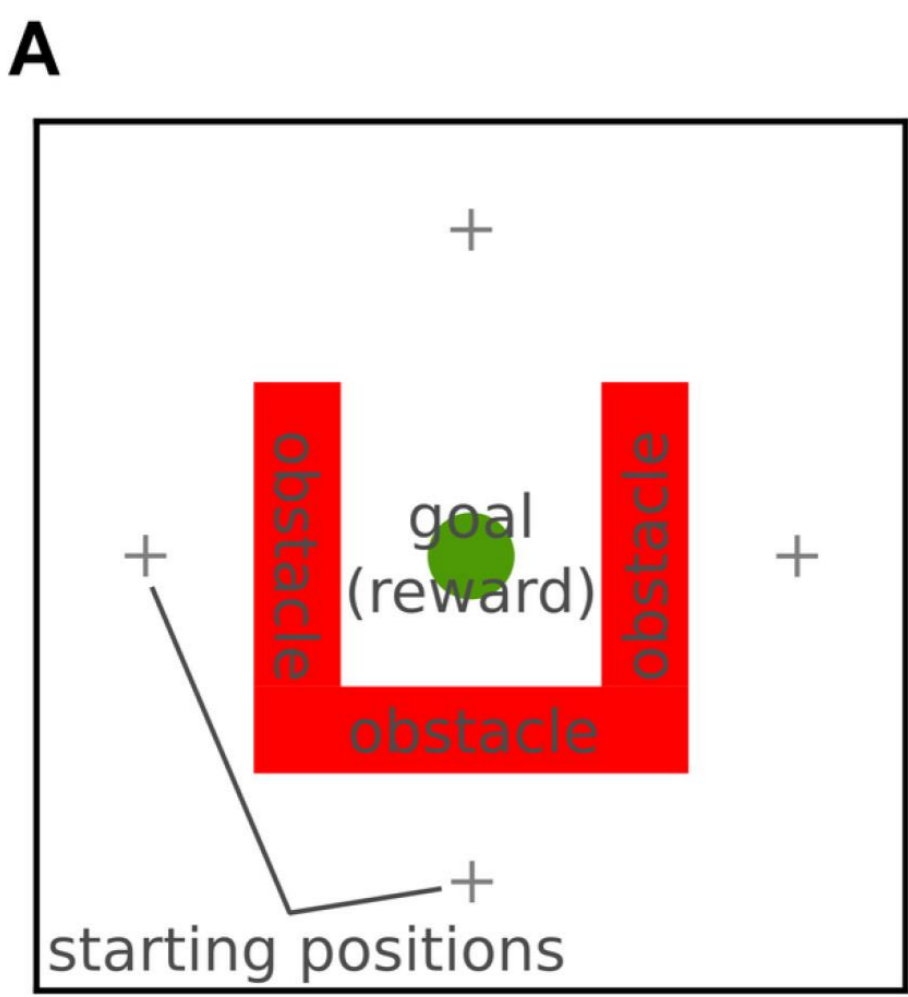 A
obstacle
goal
(reward)
obstacle
obstacle
starting positions